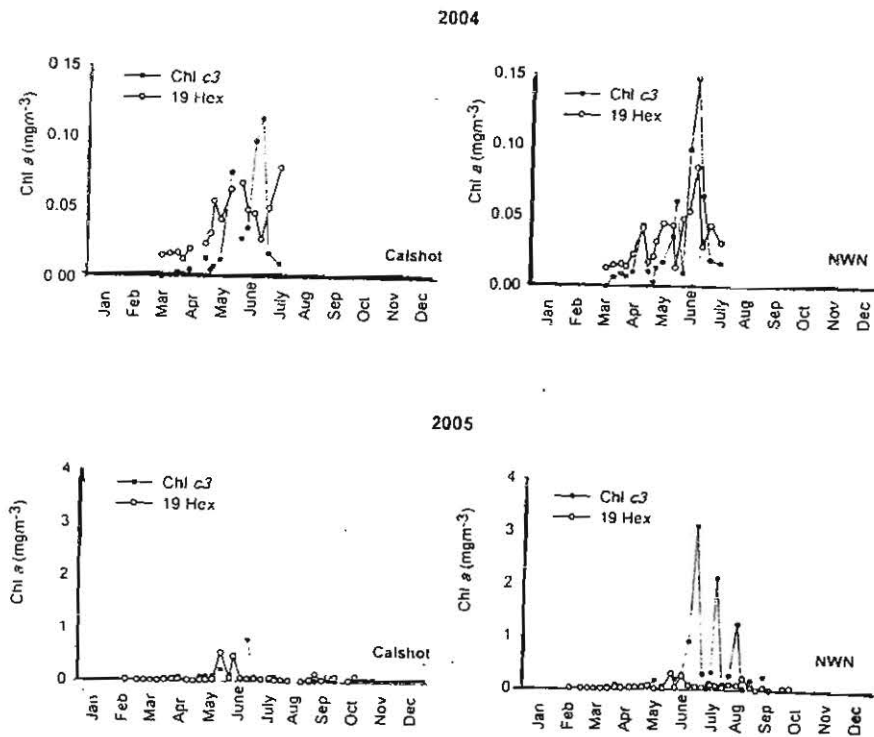 2004
0.15
0.10
0.05
0.00
Chl a (mgm-3)
Chl c3
19 Hex
Calshot
Jan Feb Mar Apr May June July Aug Sep Oct Nov Dec
0.15
0.10
0.05
0.00
Chl a (mgm-3)
Chl c3
19 Hex
NWN
Jan Feb Mar Apr May June July Aug Sep Oct Nov Dec
2005
4
3
2
1
0
Chl a (mgm-3)
Chl c3
19 Hex
Calshot
Jan Feb Mar Apr May June July Aug Sep Oct Nov Dec
4
3
2
1
0
Chl a (mgm-3)
Chl c3
19 Hex
NWN
Jan Feb Mar Apr May June July Aug Sep Oct Nov Dec